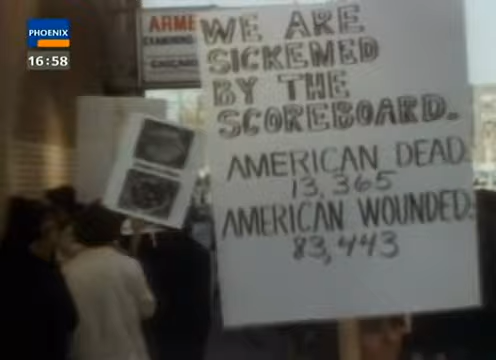 PHOENIX
16:58
ARME
EXAMINING
CHICAGO
WE ARE
SICKENED
BY THE
SCOREBOARD.
AMERICAN DEAD
13,365
AMERICAN WOUNDED:
83,443